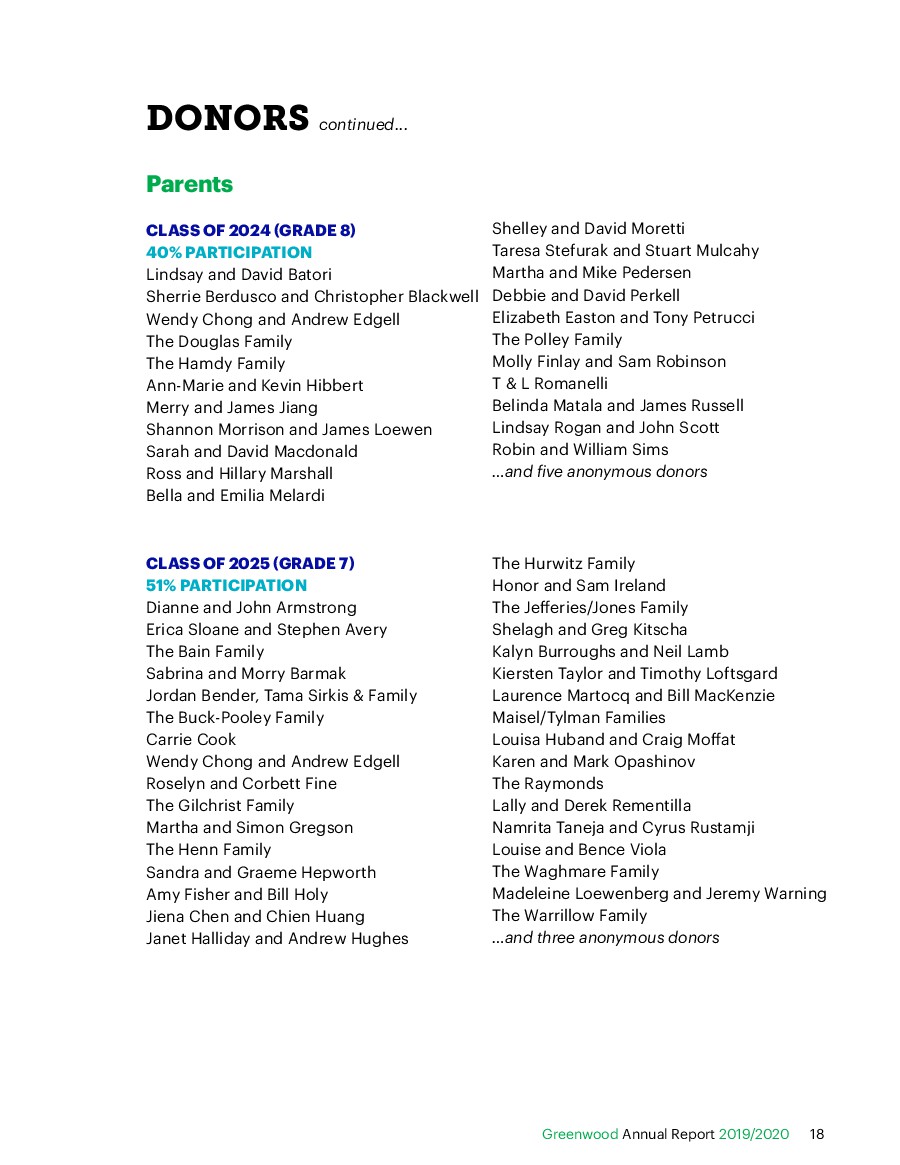 DONORS continued...
Parents
CLASS OF 2024 (GRADE 8)
40% PARTICIPATION
Lindsay and David Batori
Sherrie Berdusco and Christopher Blackwell
Wendy Chong and Andrew Edgell
The Douglas Family
The Hamdy Family
Ann-Marie and Kevin Hibbert
Merry and James Jiang
Shannon Morrison and James Loewen
Sarah and David Macdonald
Ross and Hillary Marshall
Bella and Emilia Melardi
Shelley and David Moretti
Taresa Stefurak and Stuart Mulcahy
Martha and Mike Pedersen
Debbie and David Perkell
Elizabeth Easton and Tony Petrucci
The Polley Family
Molly Finlay and Sam Robinson
T & L Romanelli
Belinda Matala and James Russell
Lindsay Rogan and John Scott
Robin and William Sims
...and five anonymous donors
CLASS OF 2025 (GRADE 7)
51% PARTICIPATION
Dianne and John Armstrong
Erica Sloane and Stephen Avery
The Bain Family
Sabrina and Morry Barmak
Jordan Bender, Tama Sirkis & Family
The Buck-Pooley Family
Carrie Cook
Wendy Chong and Andrew Edgell
Roselyn and Corbett Fine
The Gilchrist Family
Martha and Simon Gregson
The Henn Family
Sandra and Graeme Hepworth
Amy Fisher and Bill Holy
Jiena Chen and Chien Huang
Janet Halliday and Andrew Hughes
The Hurwitz Family
Honor and Sam Ireland
The Jefferies/Jones Family
Shelagh and Greg Kitscha
Kalyn Burroughs and Neil Lamb
Kiersten Taylor and Timothy Loftsgard
Laurence Martocq and Bill MacKenzie
Maisel/Tylman Families
Louisa Huband and Craig Moffat
Karen and Mark Opashinov
The Raymonds
Lally and Derek Rementilla
Namrita Taneja and Cyrus Rustamji
Louise and Bence Viola
The Waghmare Family
Madeleine Loewenberg and Jeremy Warning
The Warrillow Family
...and three anonymous donors
Greenwood Annual Report 2019/2020 18